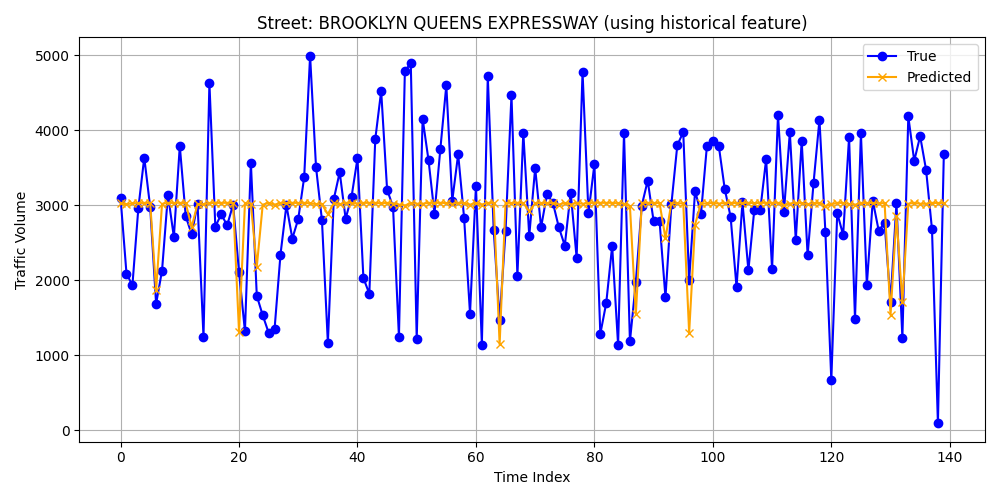 Street: BROOKLYN QUEENS EXPRESSWAY (using historical feature)
True
Predicted
Traffic Volume
5000
4000
3000
2000
1000
0
0 20 40 60 80 100 120 140
Time Index